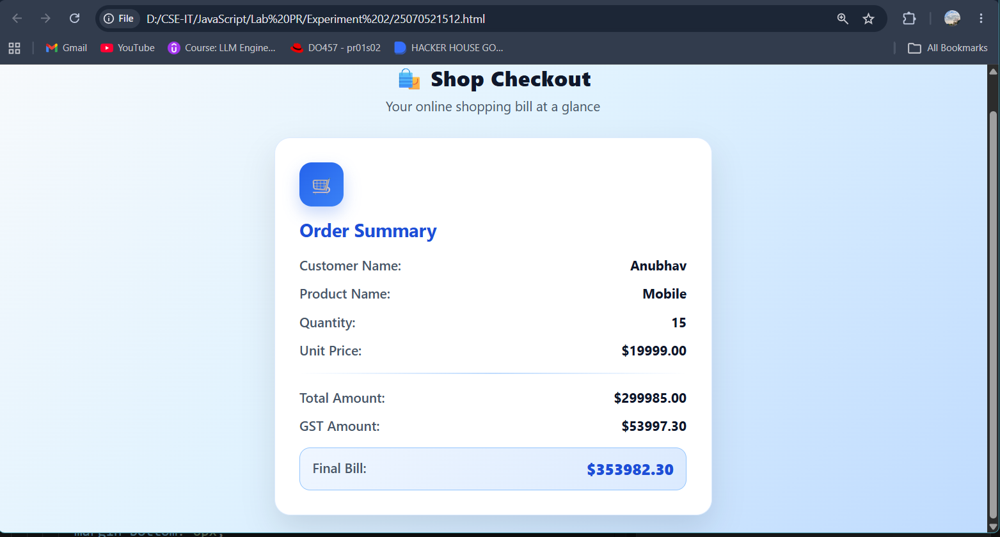 File D:/CSE-IT/JavaScript/Lab%20PR/Experiment%202/25070521512.html
Gmail YouTube Course: LLM Engine... DO457 - pr01s02 HACKER HOUSE GO... All Bookmarks
Shop Checkout
Your online shopping bill at a glance
Order Summary
Customer Name: Anubhav
Product Name: Mobile
Quantity: 15
Unit Price: $19999.00
Total Amount: $299985.00
GST Amount: $53997.30
Final Bill: $353982.30